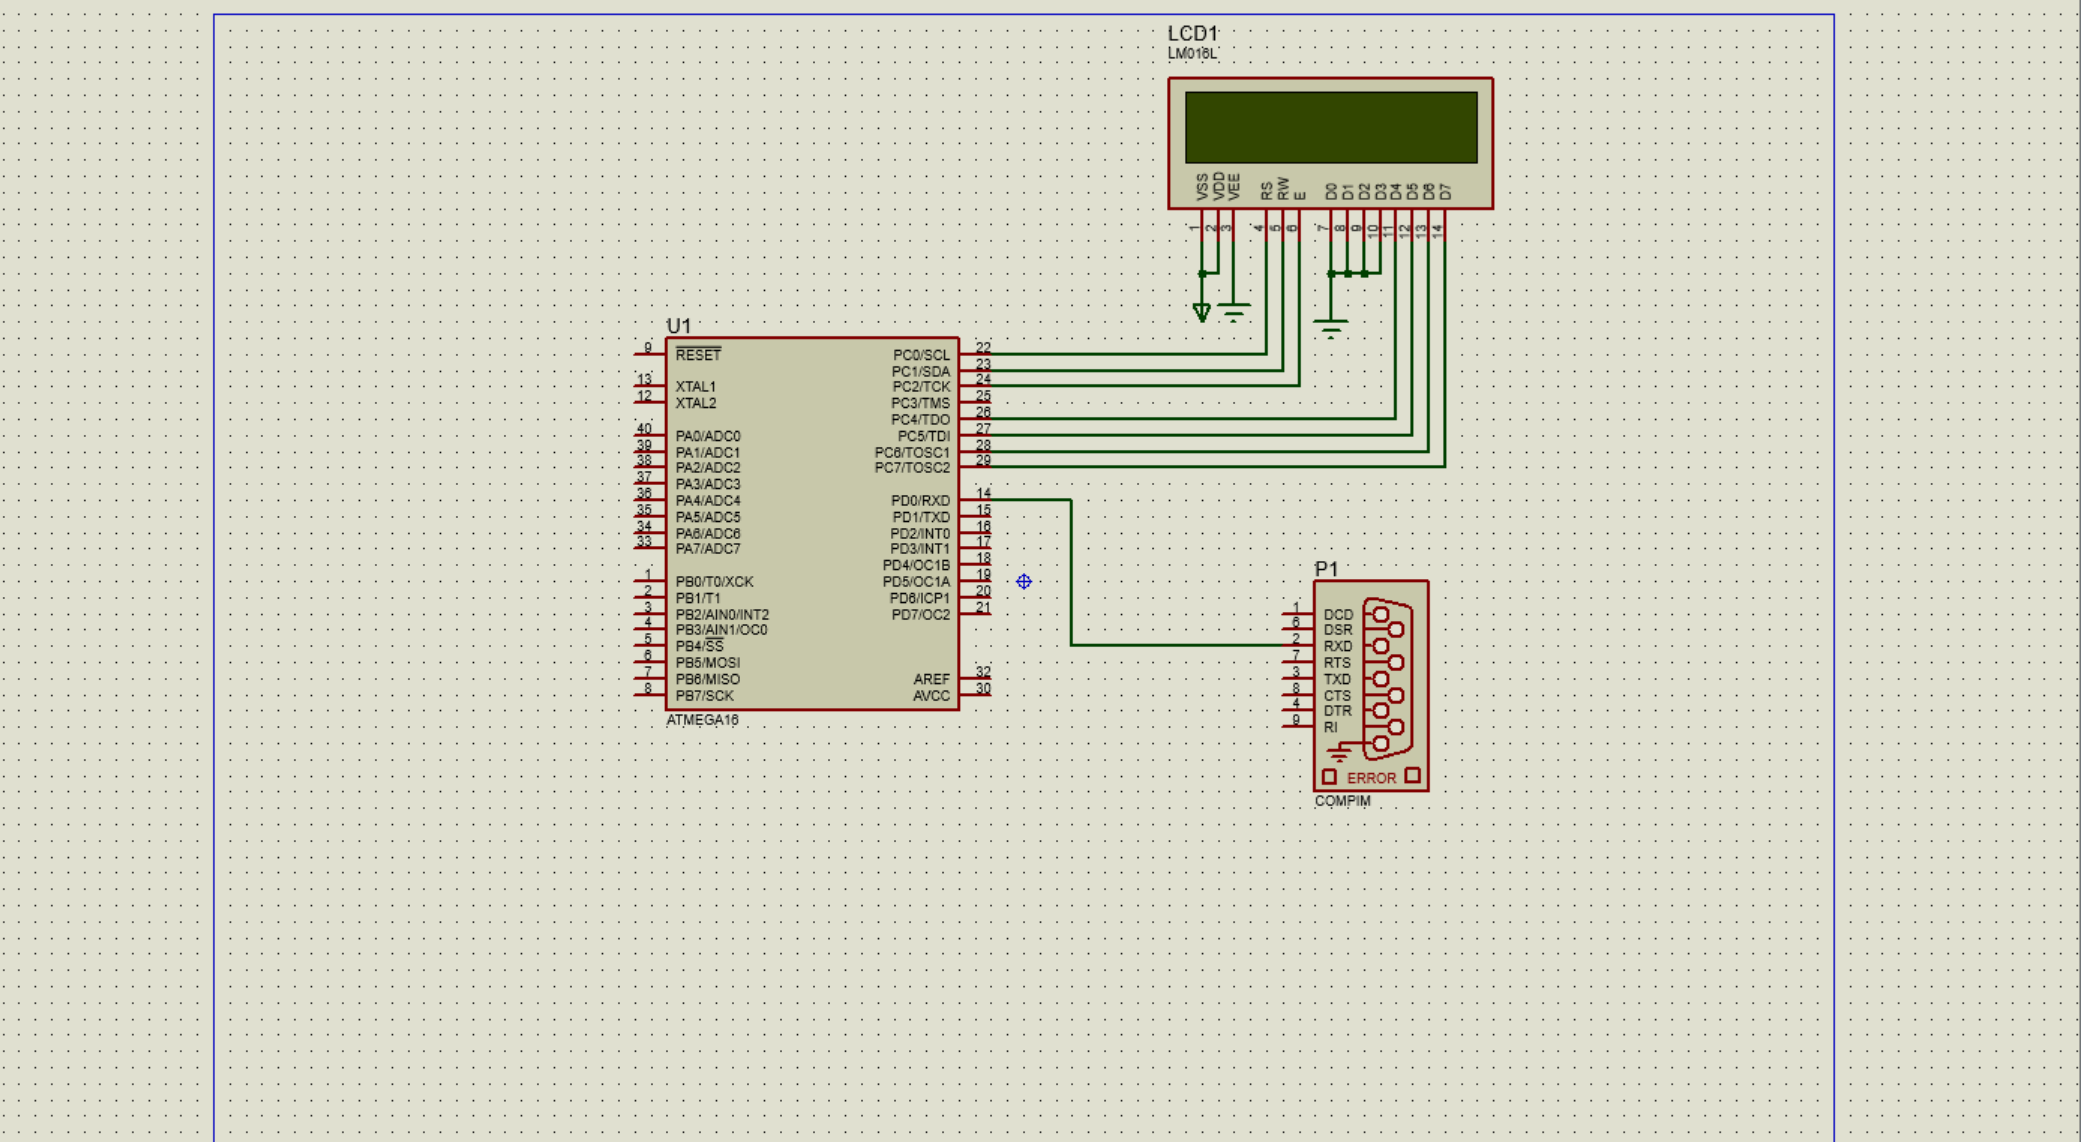 LCD1
LM016L
VSS
VDD
VEE
RS
RW
E
D0
D1
D2
D3
D4
D5
D6
D7
1
2
3
4
5
6
7
8
9
10
11
12
13
14
U1
9 RESET
13 XTAL1
12 XTAL2
40 PA0/ADC0
39 PA1/ADC1
38 PA2/ADC2
37 PA3/ADC3
36 PA4/ADC4
35 PA5/ADC5
34 PA6/ADC6
33 PA7/ADC7
1 PB0/T0/XCK
2 PB1/T1
3 PB2/AIN0/INT2
4 PB3/AIN1/OC0
5 PB4/SS
6 PB5/MOSI
7 PB6/MISO
8 PB7/SCK
PC0/SCL 22
PC1/SDA 23
PC2/TCK 24
PC3/TMS 25
PC4/TDO 26
PC5/TDI 27
PC6/TOSC1 28
PC7/TOSC2 29
PD0/RXD 14
PD1/TXD 15
PD2/INT0 16
PD3/INT1 17
PD4/OC1B 18
PD5/OC1A 19
PD6/ICP1 20
PD7/OC2 21
AREF 32
AVCC 30
ATMEGA16
P1
1 DCD
6 DSR
2 RXD
7 RTS
3 TXD
8 CTS
4 DTR
9 RI
ERROR
COMPIM